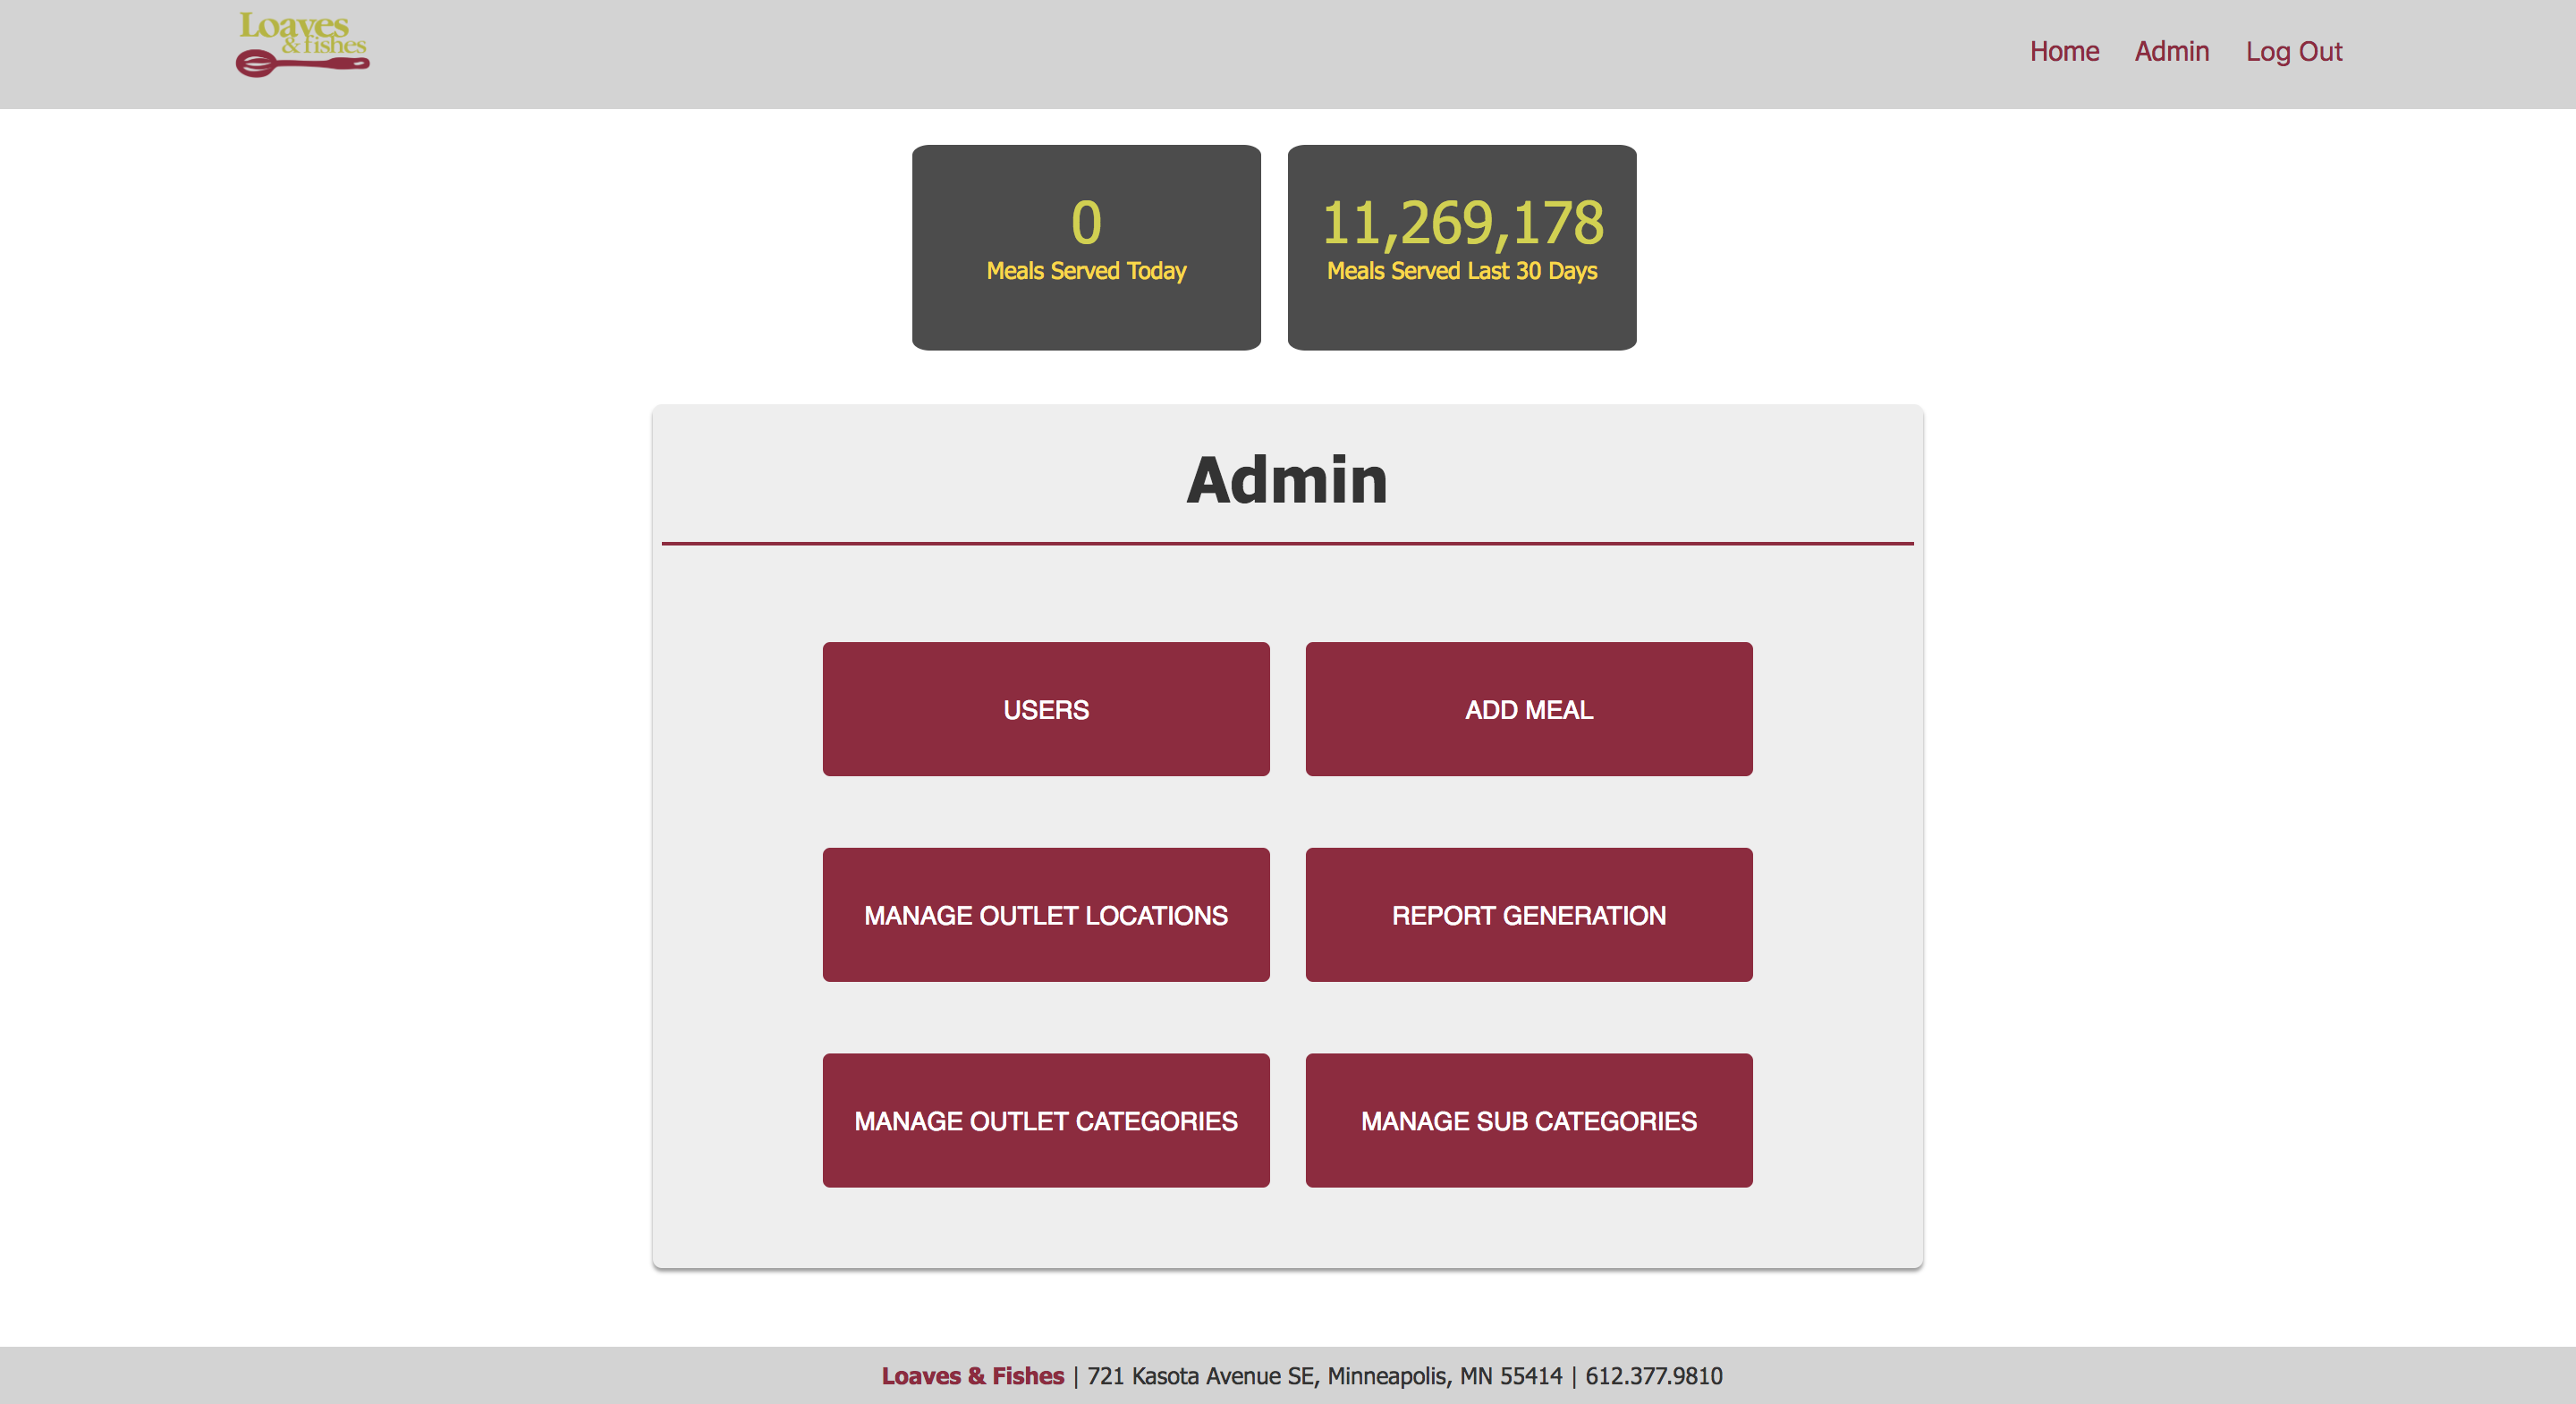 Loaves
& fishes
Home Admin Log Out
0
Meals Served Today
11,269,178
Meals Served Last 30 Days
Admin
USERS
ADD MEAL
MANAGE OUTLET LOCATIONS
REPORT GENERATION
MANAGE OUTLET CATEGORIES
MANAGE SUB CATEGORIES
Loaves & Fishes | 721 Kasota Avenue SE, Minneapolis, MN 55414 | 612.377.9810